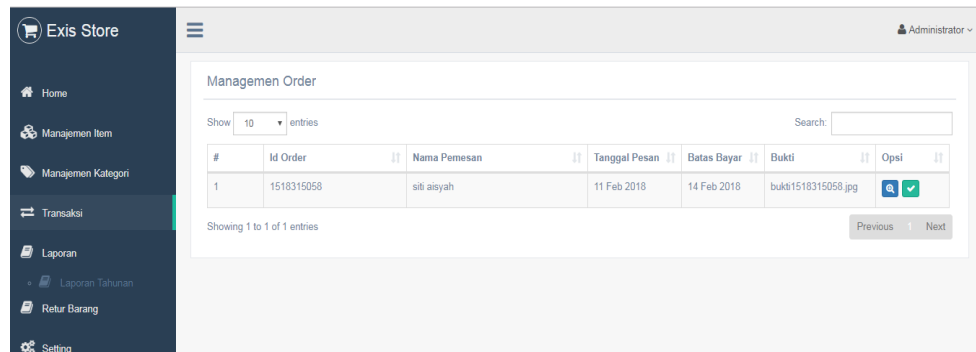 Exis Store
Administrator
Home
Manajemen Item
Manajemen Kategori
Transaksi
Laporan
Laporan Tahunan
Retur Barang
Setting
Managemen Order
Show 10 entries
Search:
# Id Order Nama Pemesan Tanggal Pesan Batas Bayar Bukti Opsi
1 1518315058 siti aisyah 11 Feb 2018 14 Feb 2018 bukti1518315058.jpg
Showing 1 to 1 of 1 entries
Previous 1 Next